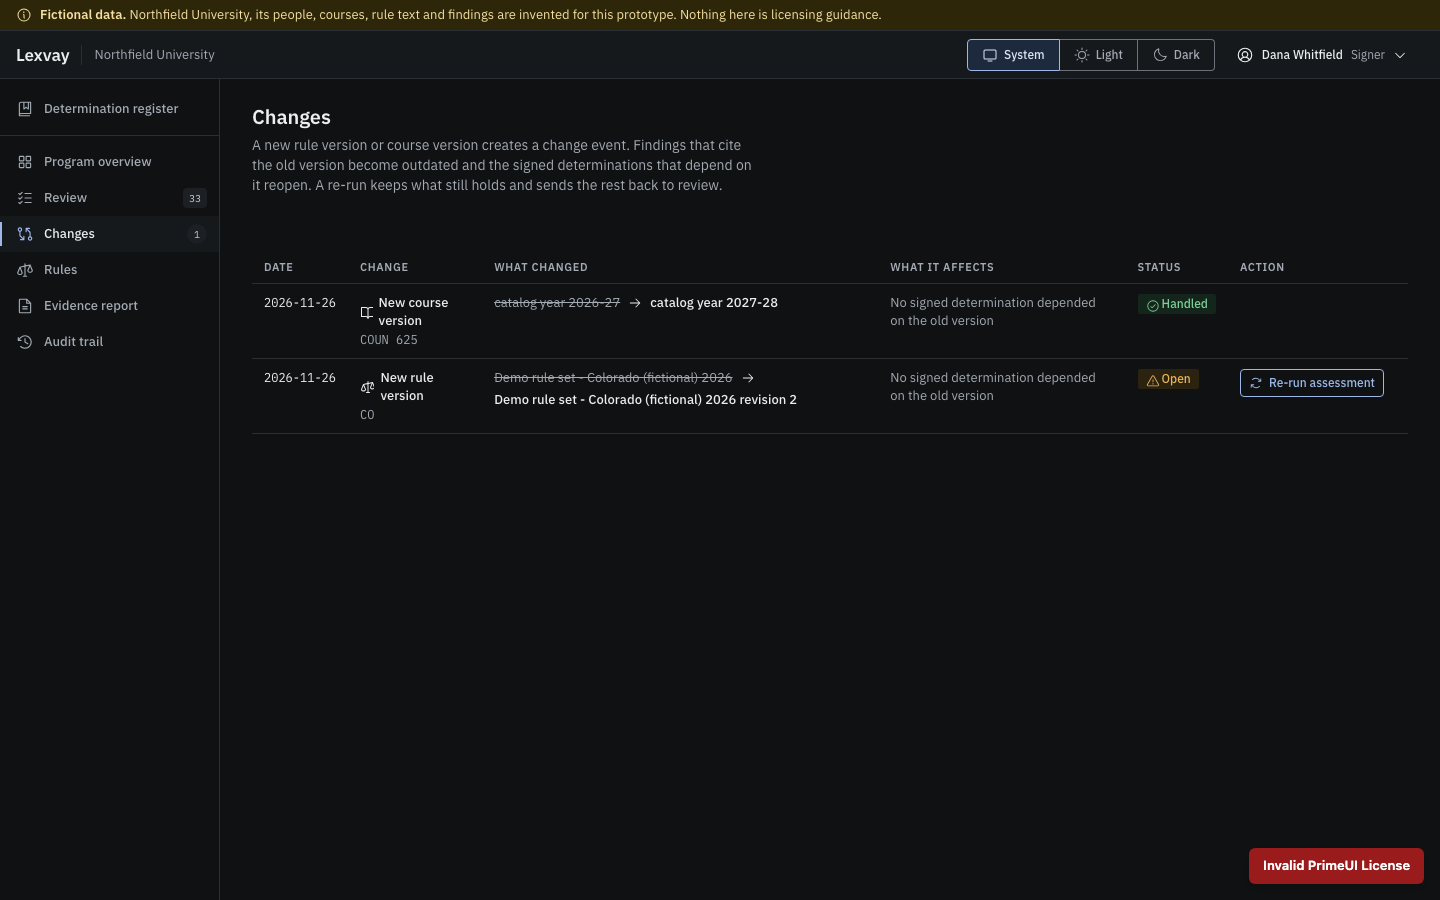 Fictional data. Northfield University, its people, courses, rule text and findings are invented for this prototype. Nothing here is licensing guidance.
Lexvay
Northfield University
System
Light
Dark
Dana Whitfield
Signer
Determination register
Program overview
Review
33
Changes
1
Rules
Evidence report
Audit trail
Changes
A new rule version or course version creates a change event. Findings that cite
the old version become outdated and the signed determinations that depend on
it reopen. A re-run keeps what still holds and sends the rest back to review.
DATE
CHANGE
WHAT CHANGED
WHAT IT AFFECTS
STATUS
ACTION
2026-11-26
New course
version
COUN 625
catalog year 2026-27 → catalog year 2027-28
No signed determination depended
on the old version
Handled
2026-11-26
New rule
version
CO
Demo rule set - Colorado (fictional) 2026 →
Demo rule set - Colorado (fictional) 2026 revision 2
No signed determination depended
on the old version
Open
Re-run assessment
Invalid PrimeUI License